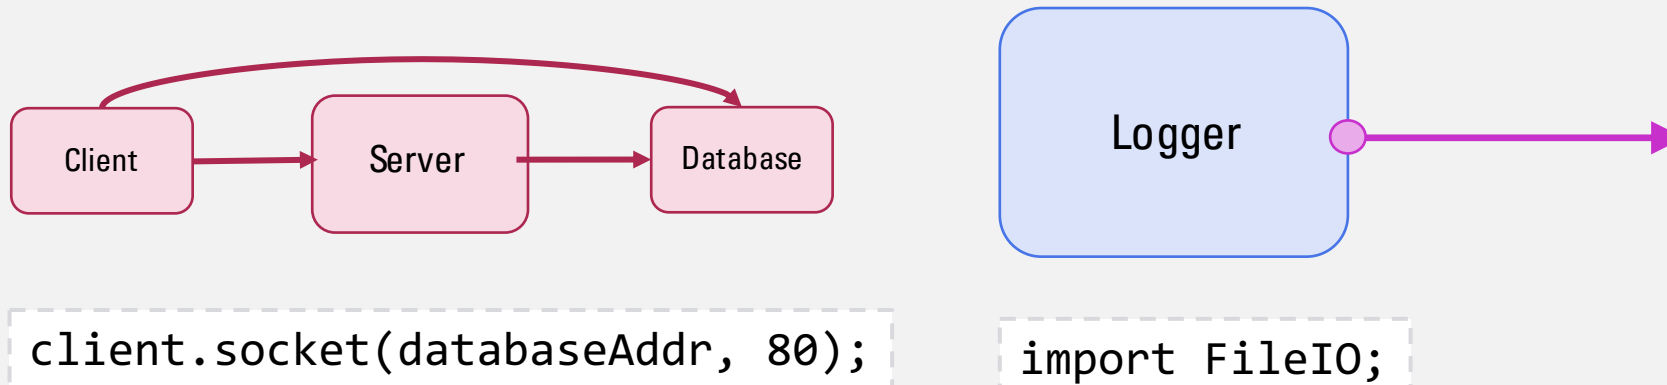 Client
Server
Database
Logger
client.socket(databaseAddr, 80);
import FileIO;